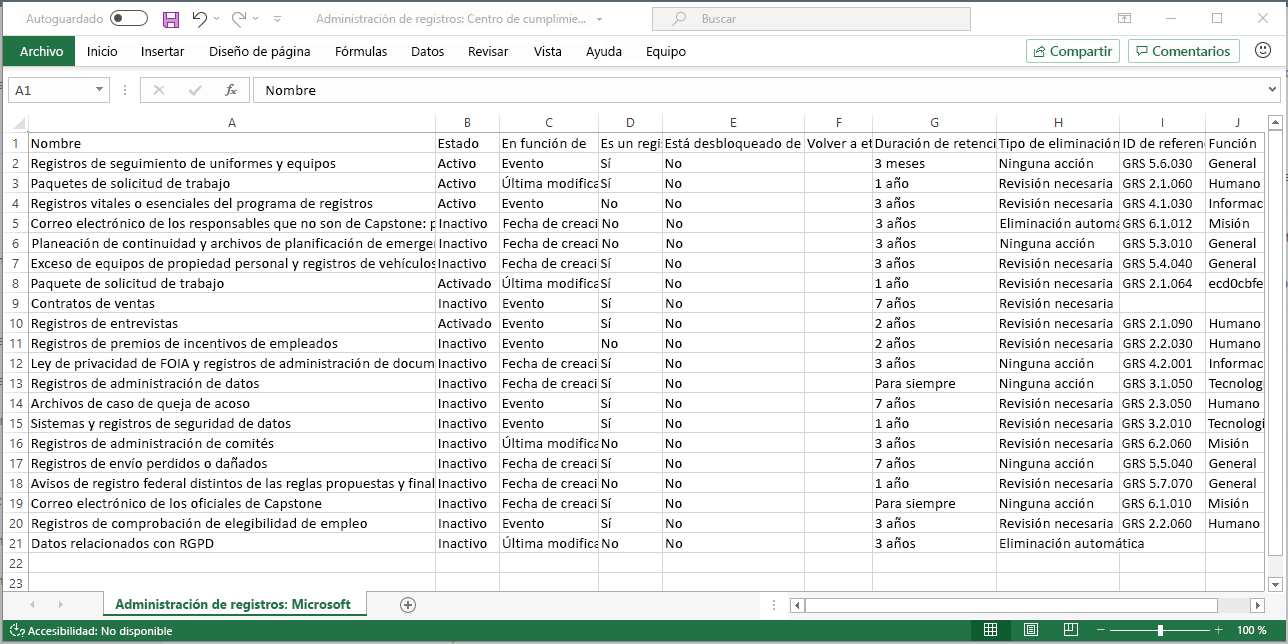 Autoguardado Administración de registros: Centro de cumplimie... Buscar
Archivo Inicio Insertar Diseño de página Fórmulas Datos Revisar Vista Ayuda Equipo Compartir Comentarios
A1 fx Nombre
A B C D E F G H I J
1 Nombre Estado En función de Es un regi Está desbloqueado de Volver a et Duración de retenci Tipo de eliminación ID de referen Función
2 Registros de seguimiento de uniformes y equipos Activo Evento Sí No 3 meses Ninguna acción GRS 5.6.030 General
3 Paquetes de solicitud de trabajo Activo Última modifica Sí No 1 año Revisión necesaria GRS 2.1.060 Humano
4 Registros vitales o esenciales del programa de registros Activo Evento No No 3 años Revisión necesaria GRS 4.1.030 Informac
5 Correo electrónico de los responsables que no son de Capstone: p Inactivo Fecha de creaci No No 3 años Eliminación automá GRS 6.1.012 Misión
6 Planeación de continuidad y archivos de planificación de emerge Inactivo Fecha de creaci No No 3 años Ninguna acción GRS 5.3.010 General
7 Exceso de equipos de propiedad personal y registros de vehículos Inactivo Fecha de creaci Sí No 3 años Revisión necesaria GRS 5.4.040 General
8 Paquete de solicitud de trabajo Activado Última modifica Sí No 1 año Revisión necesaria GRS 2.1.064 ecd0cbfe
9 Contratos de ventas Inactivo Evento Sí No 7 años Revisión necesaria
10 Registros de entrevistas Activado Evento Sí No 2 años Revisión necesaria GRS 2.1.090 Humano
11 Registros de premios de incentivos de empleados Inactivo Evento No No 2 años Revisión necesaria GRS 2.2.030 Humano
12 Ley de privacidad de FOIA y registros de administración de docum Inactivo Fecha de creaci Sí No 3 años Ninguna acción GRS 4.2.001 Informac
13 Registros de administración de datos Inactivo Fecha de creaci Sí No Para siempre Ninguna acción GRS 3.1.050 Tecnolog
14 Archivos de caso de queja de acoso Inactivo Evento Sí No 7 años Revisión necesaria GRS 2.3.050 Humano
15 Sistemas y registros de seguridad de datos Inactivo Evento Sí No 1 año Revisión necesaria GRS 3.2.010 Tecnologi
16 Registros de administración de comités Inactivo Última modifica No No 3 años Revisión necesaria GRS 6.2.060 Misión
17 Registros de envío perdidos o dañados Inactivo Fecha de creaci Sí No 7 años Ninguna acción GRS 5.5.040 General
18 Avisos de registro federal distintos de las reglas propuestas y final Inactivo Fecha de creaci No No 1 año Revisión necesaria GRS 5.7.070 General
19 Correo electrónico de los oficiales de Capstone Inactivo Fecha de creaci Sí No Para siempre Ninguna acción GRS 6.1.010 Misión
20 Registros de comprobación de elegibilidad de empleo Inactivo Evento Sí No 3 años Revisión necesaria GRS 2.2.060 Humano
21 Datos relacionados con RGPD Inactivo Última modifica No No 3 años Eliminación automática
22
23
Administración de registros: Microsoft
Accesibilidad: No disponible 100 %